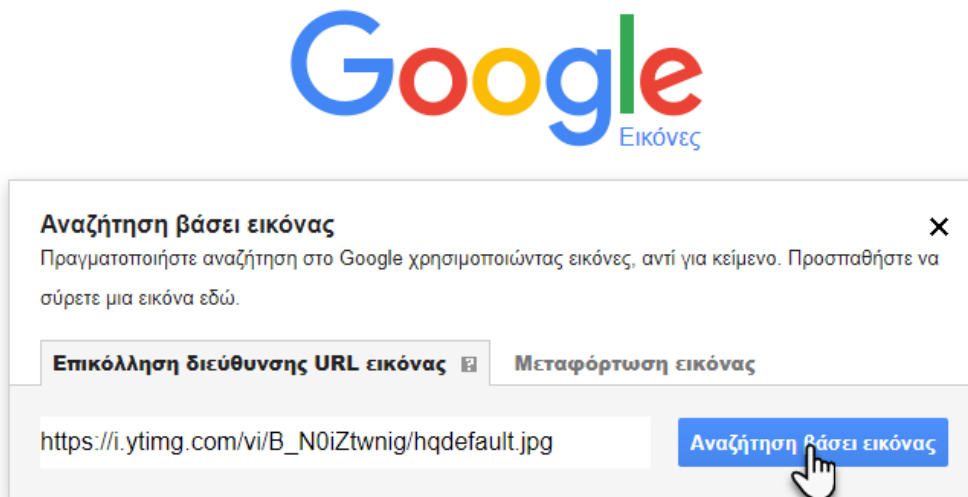 Google
Εικόνες
Αναζήτηση βάσει εικόνας
Πραγματοποιήστε αναζήτηση στο Google χρησιμοποιώντας εικόνες, αντί για κείμενο. Προσπαθήστε να
σύρετε μια εικόνα εδώ.
Επικόλληση διεύθυνσης URL εικόνας ? Μεταφόρτωση εικόνας
https://i.ytimg.com/vi/B_N0iZtwnig/hqdefault.jpg Αναζήτηση βάσει εικόνας